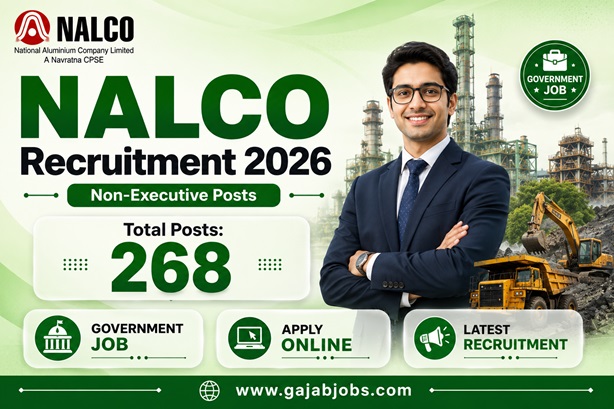 NALCO
National Aluminium Company Limited
A Navratna CPSE
GOVERNMENT
JOB
NALCO
Recruitment 2026
Non-Executive Posts
Total Posts:
268
GOVERNMENT
JOB
APPLY
ONLINE
LATEST
RECRUITMENT
www.gajabjobs.com